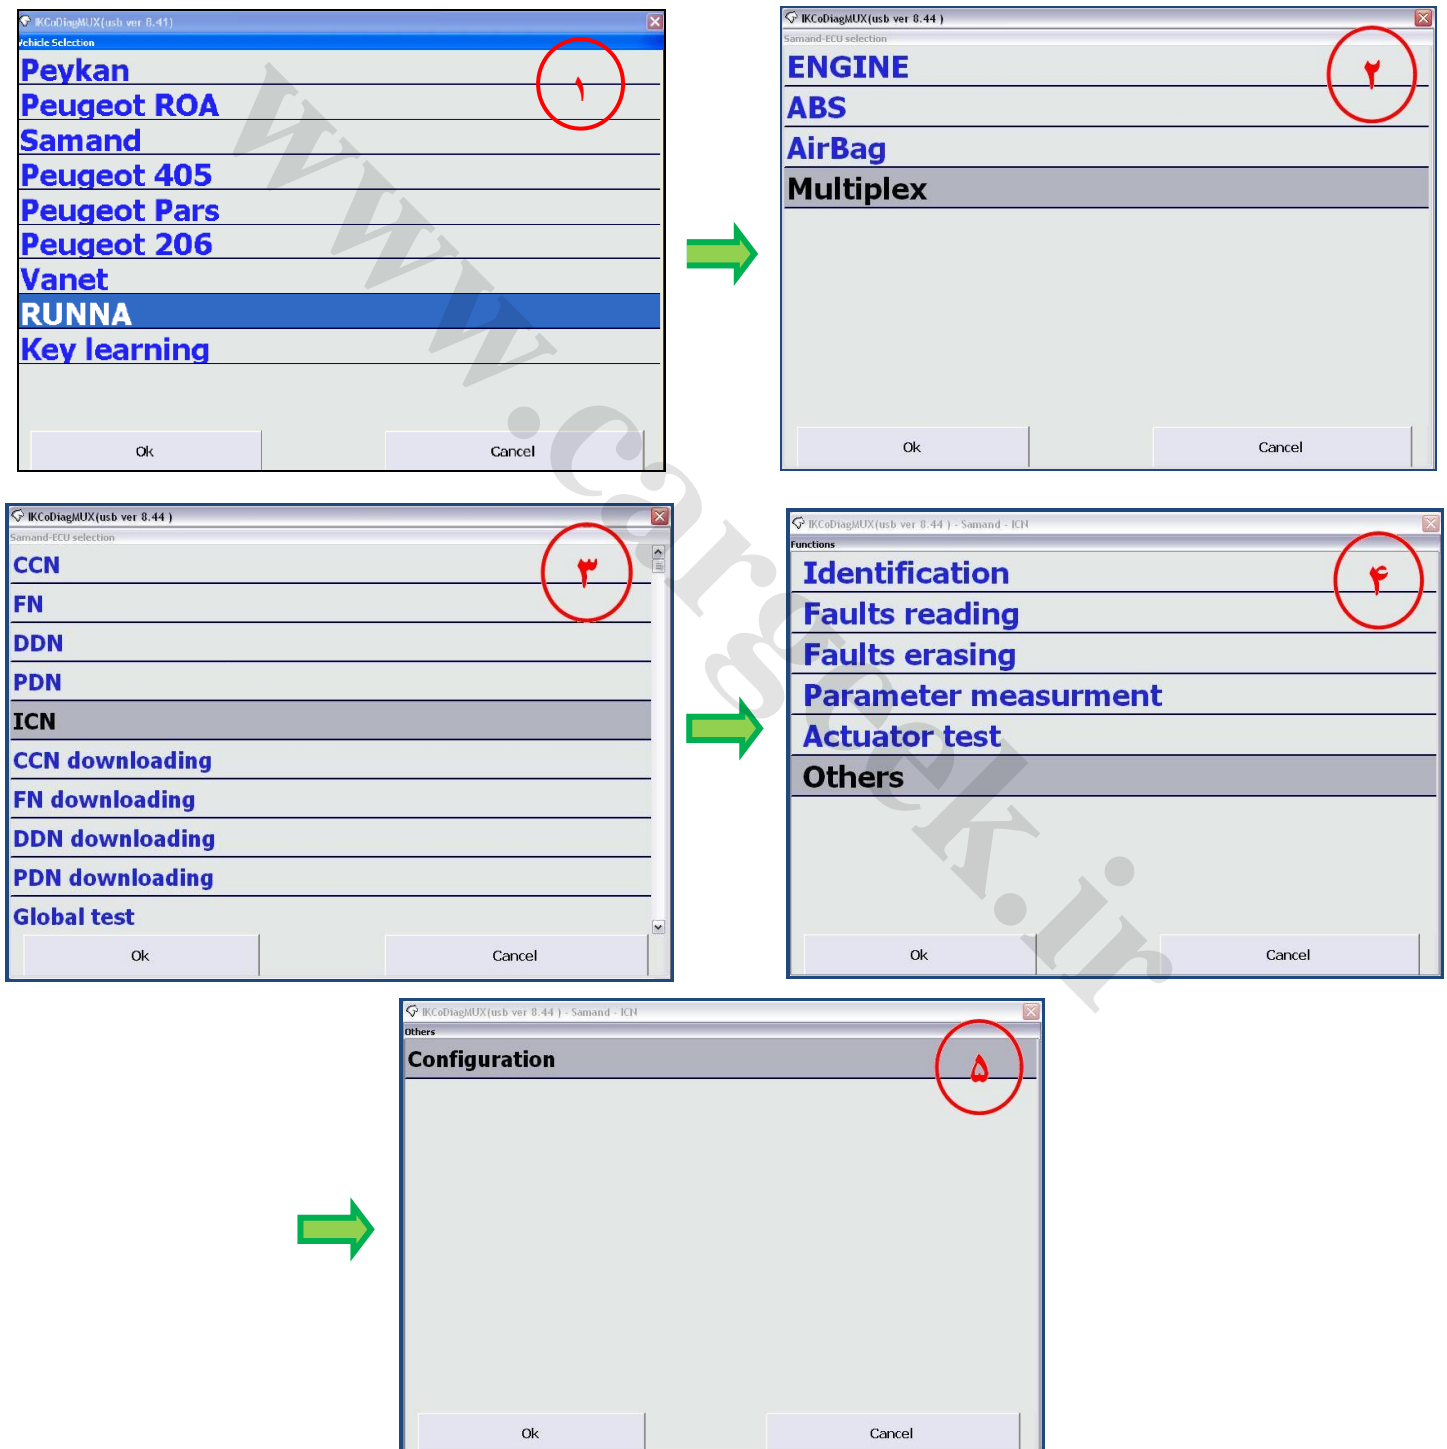 IKCoDiagMUX(usb ver 8.41)
Vehicle Selection
۱
Peykan
Peugeot ROA
Samand
Peugeot 405
Peugeot Pars
Peugeot 206
Vanet
RUNNA
Key learning
Ok
Cancel
IKCoDiagMUX(usb ver 8.44 )
Samand-ECU selection
۲
ENGINE
ABS
AirBag
Multiplex
Ok
Cancel
IKCoDiagMUX(usb ver 8.44 )
Samand-ECU selection
۳
CCN
FN
DDN
PDN
ICN
CCN downloading
FN downloading
DDN downloading
PDN downloading
Global test
Ok
Cancel
IKCoDiagMUX(usb ver 8.44 ) - Samand - ICN
Functions
۴
Identification
Faults reading
Faults erasing
Parameter measurment
Actuator test
Others
Ok
Cancel
IKCoDiagMUX(usb ver 8.44 ) - Samand - ICN
Others
۵
Configuration
Ok
Cancel
www.cargeek.ir